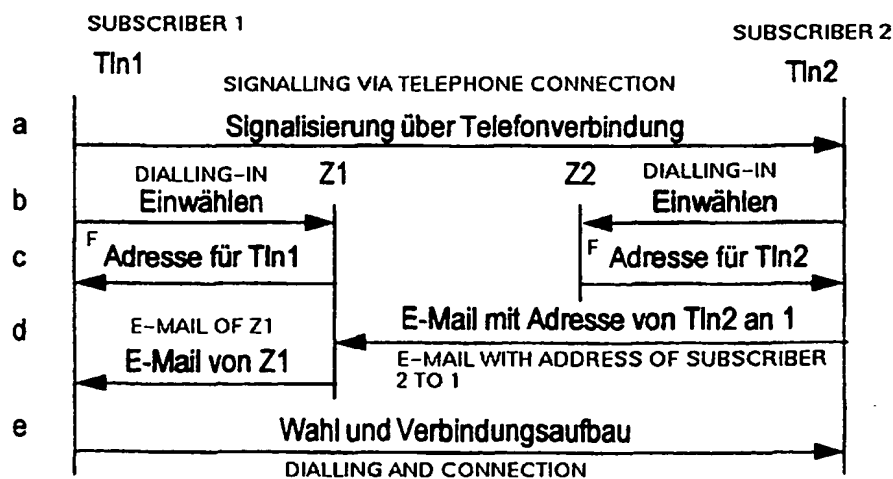 SUBSCRIBER 1
SUBSCRIBER 2
Tln1
Tln2
SIGNALLING VIA TELEPHONE CONNECTION
a
Signalisierung über Telefonverbindung
DIALLING-IN
Z1
Z2
DIALLING-IN
b
Einwählen
Einwählen
c
F Adresse für Tln1
F Adresse für Tln2
d
E-MAIL OF Z1
E-Mail mit Adresse von Tln2 an 1
E-Mail von Z1
E-MAIL WITH ADDRESS OF SUBSCRIBER
2 TO 1
e
Wahl und Verbindungsaufbau
DIALLING AND CONNECTION